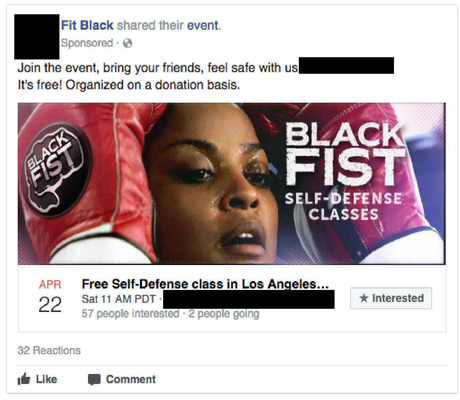 Fit Black shared their event.
Sponsored ·
Join the event, bring your friends, feel safe with us
It's free! Organized on a donation basis.
BLACK
FIST
BLACK
FIST
SELF-DEFENSE
CLASSES
APR
22
Free Self-Defense class in Los Angeles...
Sat 11 AM PDT ·
57 people interested · 2 people going
★ Interested
32 Reactions
Like
Comment